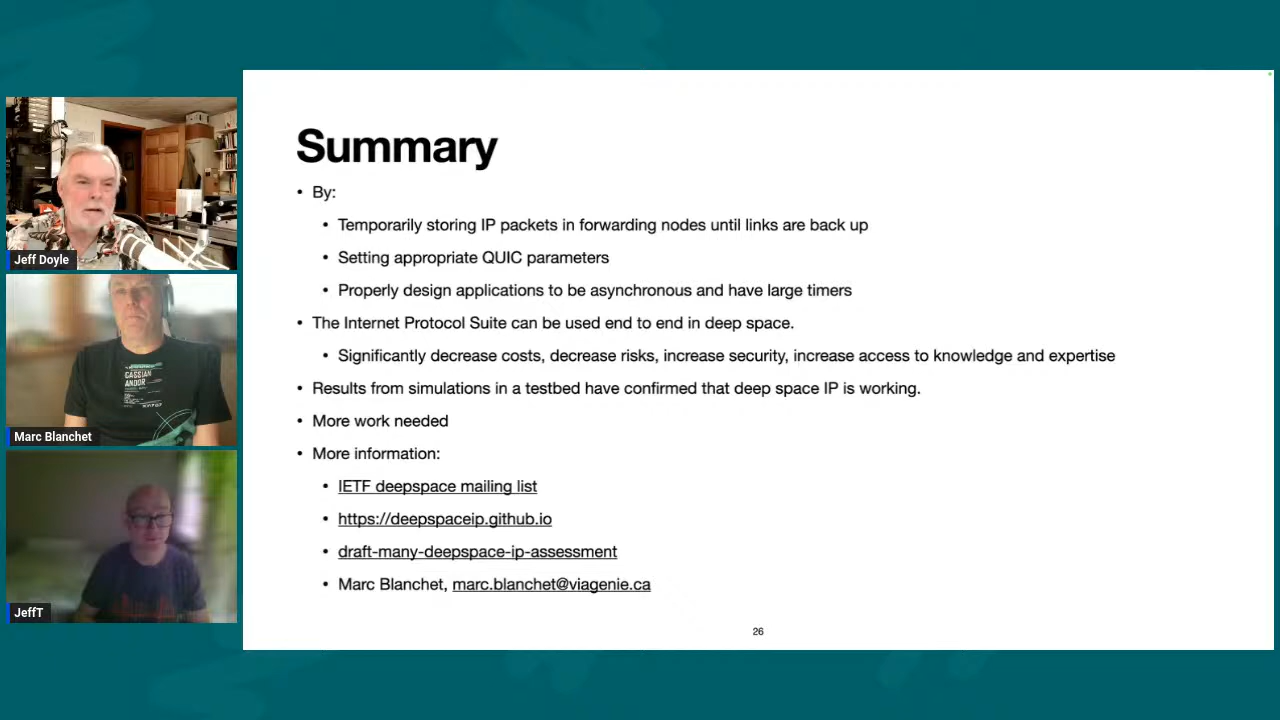 Summary
• By:
• Temporarily storing IP packets in forwarding nodes until links are back up
• Setting appropriate QUIC parameters
• Properly design applications to be asynchronous and have large timers
• The Internet Protocol Suite can be used end to end in deep space.
• Significantly decrease costs, decrease risks, increase security, increase access to knowledge and expertise
• Results from simulations in a testbed have confirmed that deep space IP is working.
• More work needed
• More information:
• IETF deepspace mailing list
• https://deepspaceip.github.io
• draft-many-deepspace-ip-assessment
• Marc Blanchet, marc.blanchet@viagenie.ca
26
Jeff Doyle
CASSIAN
ANDOR
Marc Blanchet
JeffT